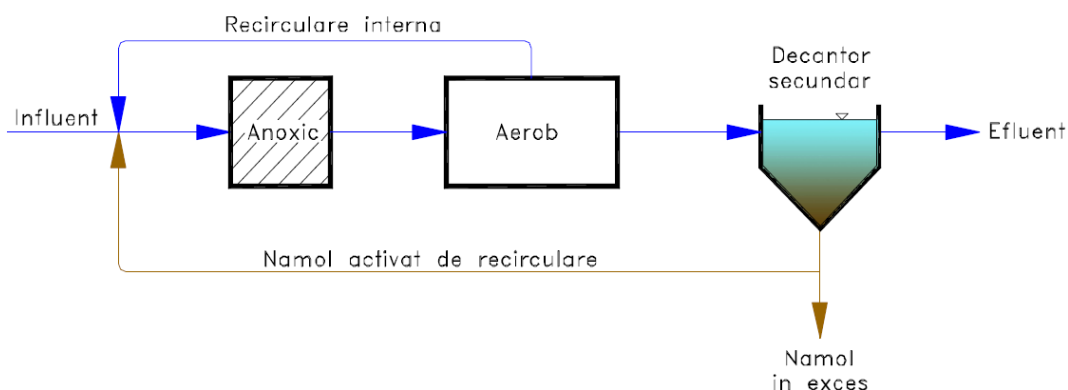 Recirculare interna
Decantor
secundar
Influent
Anoxic
Aerob
Efluent
Namol activat de recirculare
Namol
in exces